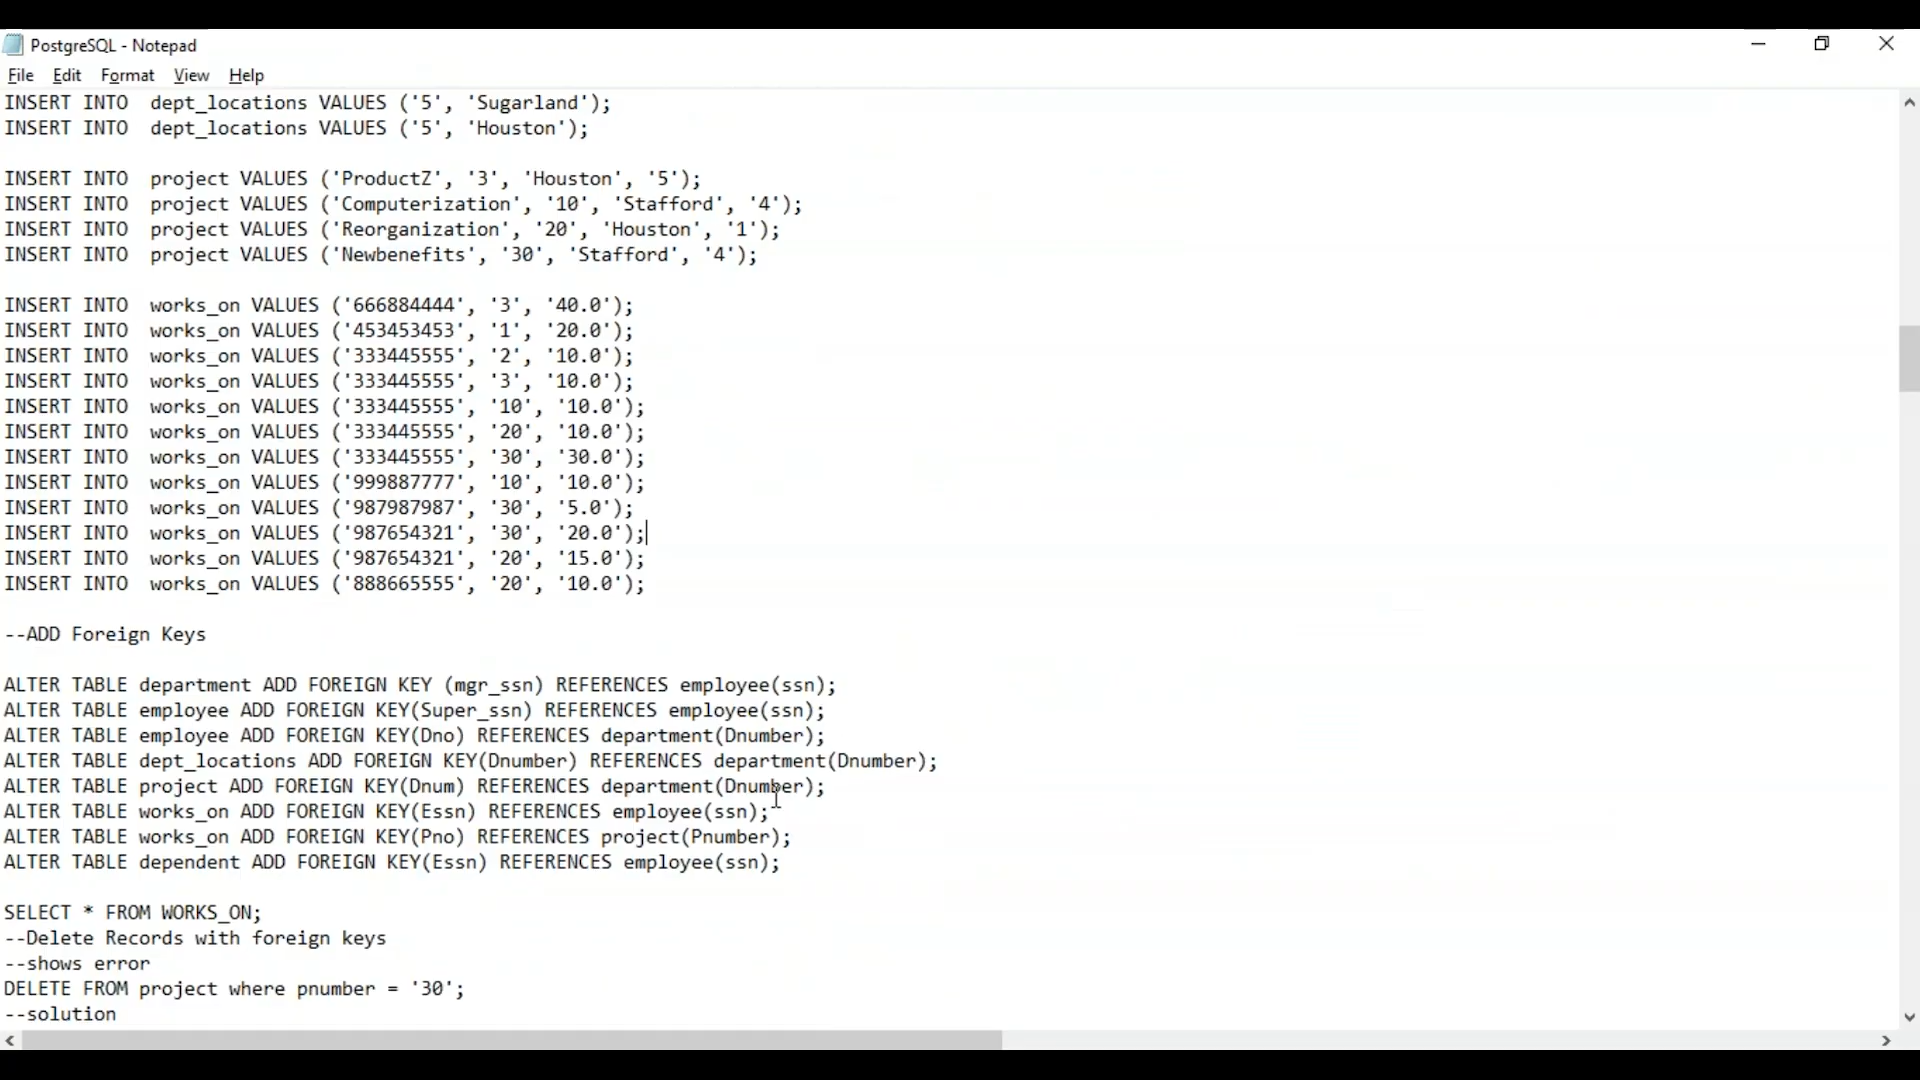 PostgreSQL - Notepad
File Edit Format View Help
INSERT INTO  dept_locations VALUES ('5', 'Sugarland');
INSERT INTO  dept_locations VALUES ('5', 'Houston');
INSERT INTO  project VALUES ('ProductZ', '3', 'Houston', '5');
INSERT INTO  project VALUES ('Computerization', '10', 'Stafford', '4');
INSERT INTO  project VALUES ('Reorganization', '20', 'Houston', '1');
INSERT INTO  project VALUES ('Newbenefits', '30', 'Stafford', '4');
INSERT INTO  works_on VALUES ('666884444', '3', '40.0');
INSERT INTO  works_on VALUES ('453453453', '1', '20.0');
INSERT INTO  works_on VALUES ('333445555', '2', '10.0');
INSERT INTO  works_on VALUES ('333445555', '3', '10.0');
INSERT INTO  works_on VALUES ('333445555', '10', '10.0');
INSERT INTO  works_on VALUES ('333445555', '20', '10.0');
INSERT INTO  works_on VALUES ('333445555', '30', '30.0');
INSERT INTO  works_on VALUES ('999887777', '10', '10.0');
INSERT INTO  works_on VALUES ('987987987', '30', '5.0');
INSERT INTO  works_on VALUES ('987654321', '30', '20.0');
INSERT INTO  works_on VALUES ('987654321', '20', '15.0');
INSERT INTO  works_on VALUES ('888665555', '20', '10.0');
--ADD Foreign Keys
ALTER TABLE department ADD FOREIGN KEY (mgr_ssn) REFERENCES employee(ssn);
ALTER TABLE employee ADD FOREIGN KEY(Super_ssn) REFERENCES employee(ssn);
ALTER TABLE employee ADD FOREIGN KEY(Dno) REFERENCES department(Dnumber);
ALTER TABLE dept_locations ADD FOREIGN KEY(Dnumber) REFERENCES department(Dnumber);
ALTER TABLE project ADD FOREIGN KEY(Dnum) REFERENCES department(Dnumber);
ALTER TABLE works_on ADD FOREIGN KEY(Essn) REFERENCES employee(ssn);
ALTER TABLE works_on ADD FOREIGN KEY(Pno) REFERENCES project(Pnumber);
ALTER TABLE dependent ADD FOREIGN KEY(Essn) REFERENCES employee(ssn);
SELECT * FROM WORKS_ON;
--Delete Records with foreign keys
--shows error
DELETE FROM project where pnumber = '30';
--solution